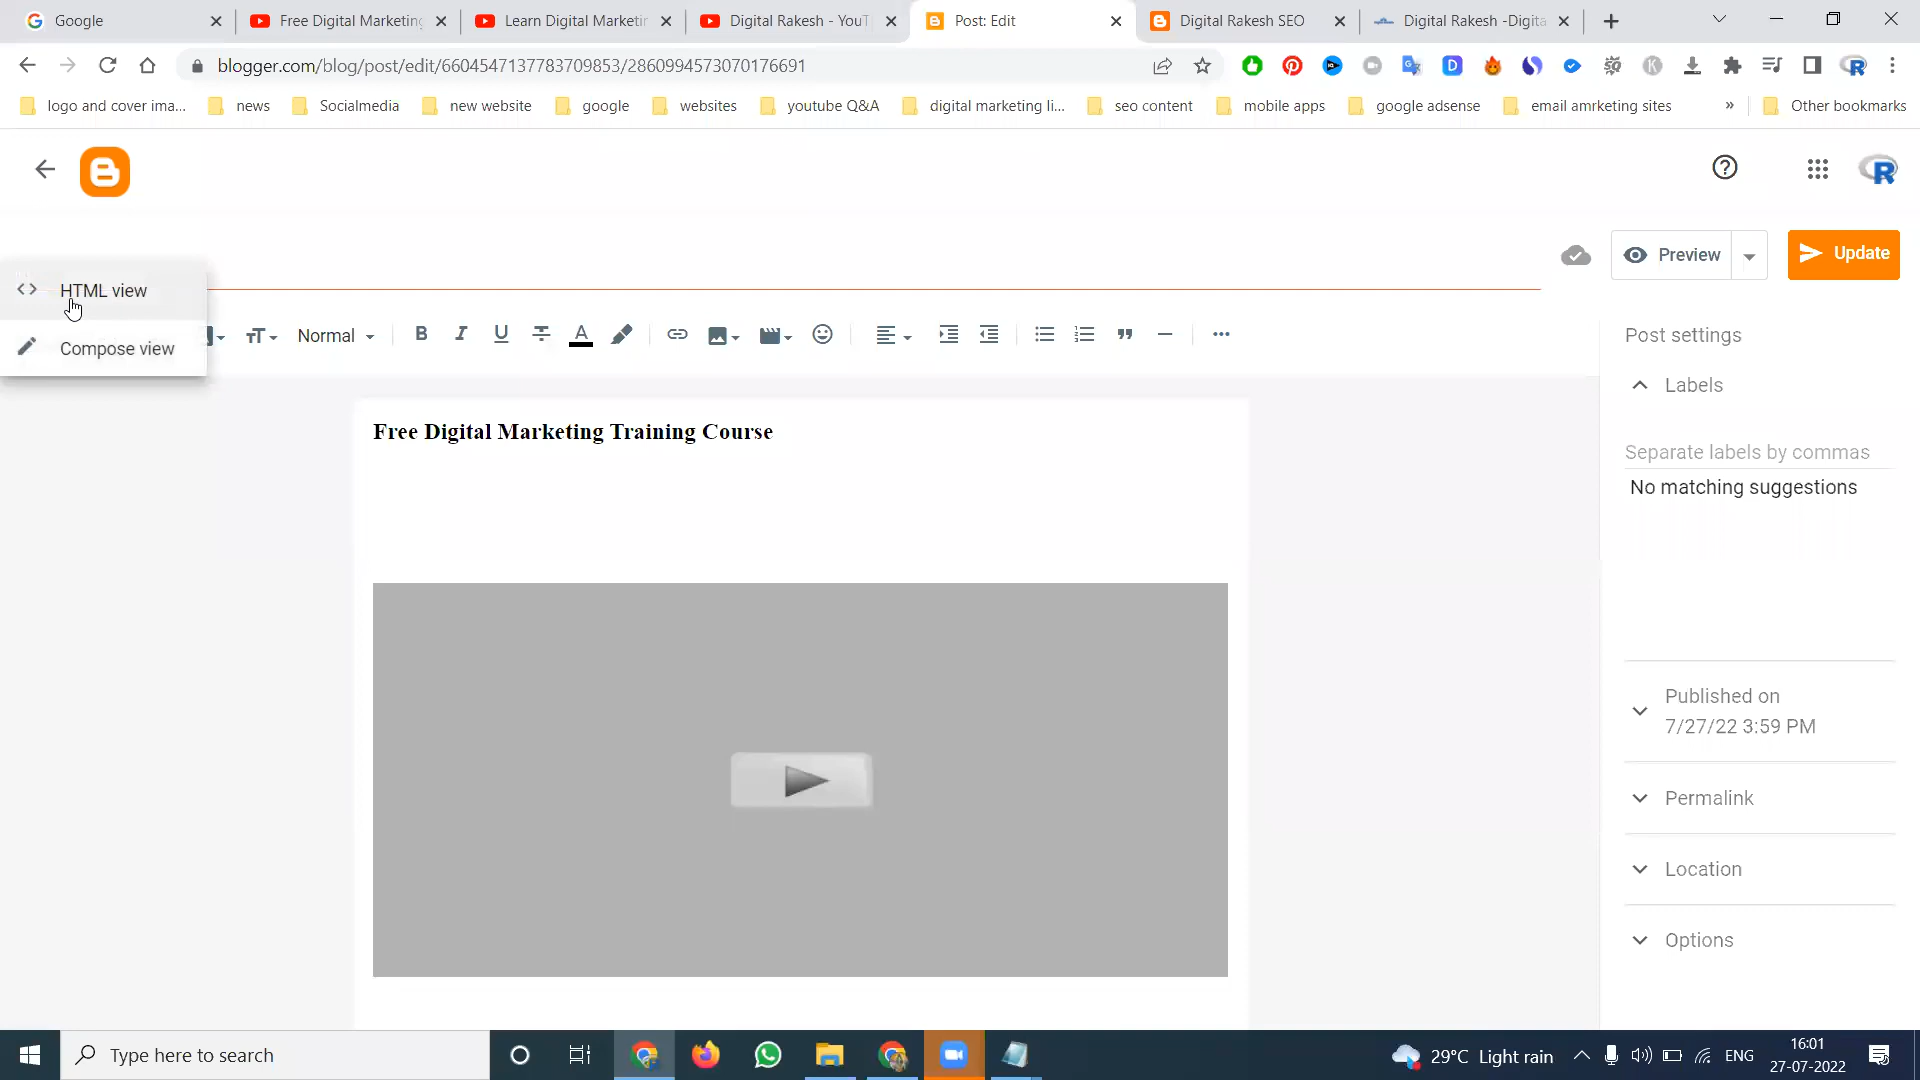 Google
Free Digital Marketing
Learn Digital Marketin
Digital Rakesh - YouT
Post: Edit
Digital Rakesh SEO
Digital Rakesh -Digita
blogger.com/blog/post/edit/6604547137783709853/2860994573070176691
logo and cover ima...
news
Socialmedia
new website
google
websites
youtube Q&A
digital marketing li...
seo content
mobile apps
google adsense
email amrketing sites
»
Other bookmarks
Preview
Update
HTML view
Compose view
Normal
Post settings
Labels
Separate labels by commas
No matching suggestions
Free Digital Marketing Training Course
Published on
7/27/22 3:59 PM
Permalink
Location
Options
Type here to search
29°C Light rain
ENG
16:01
27-07-2022